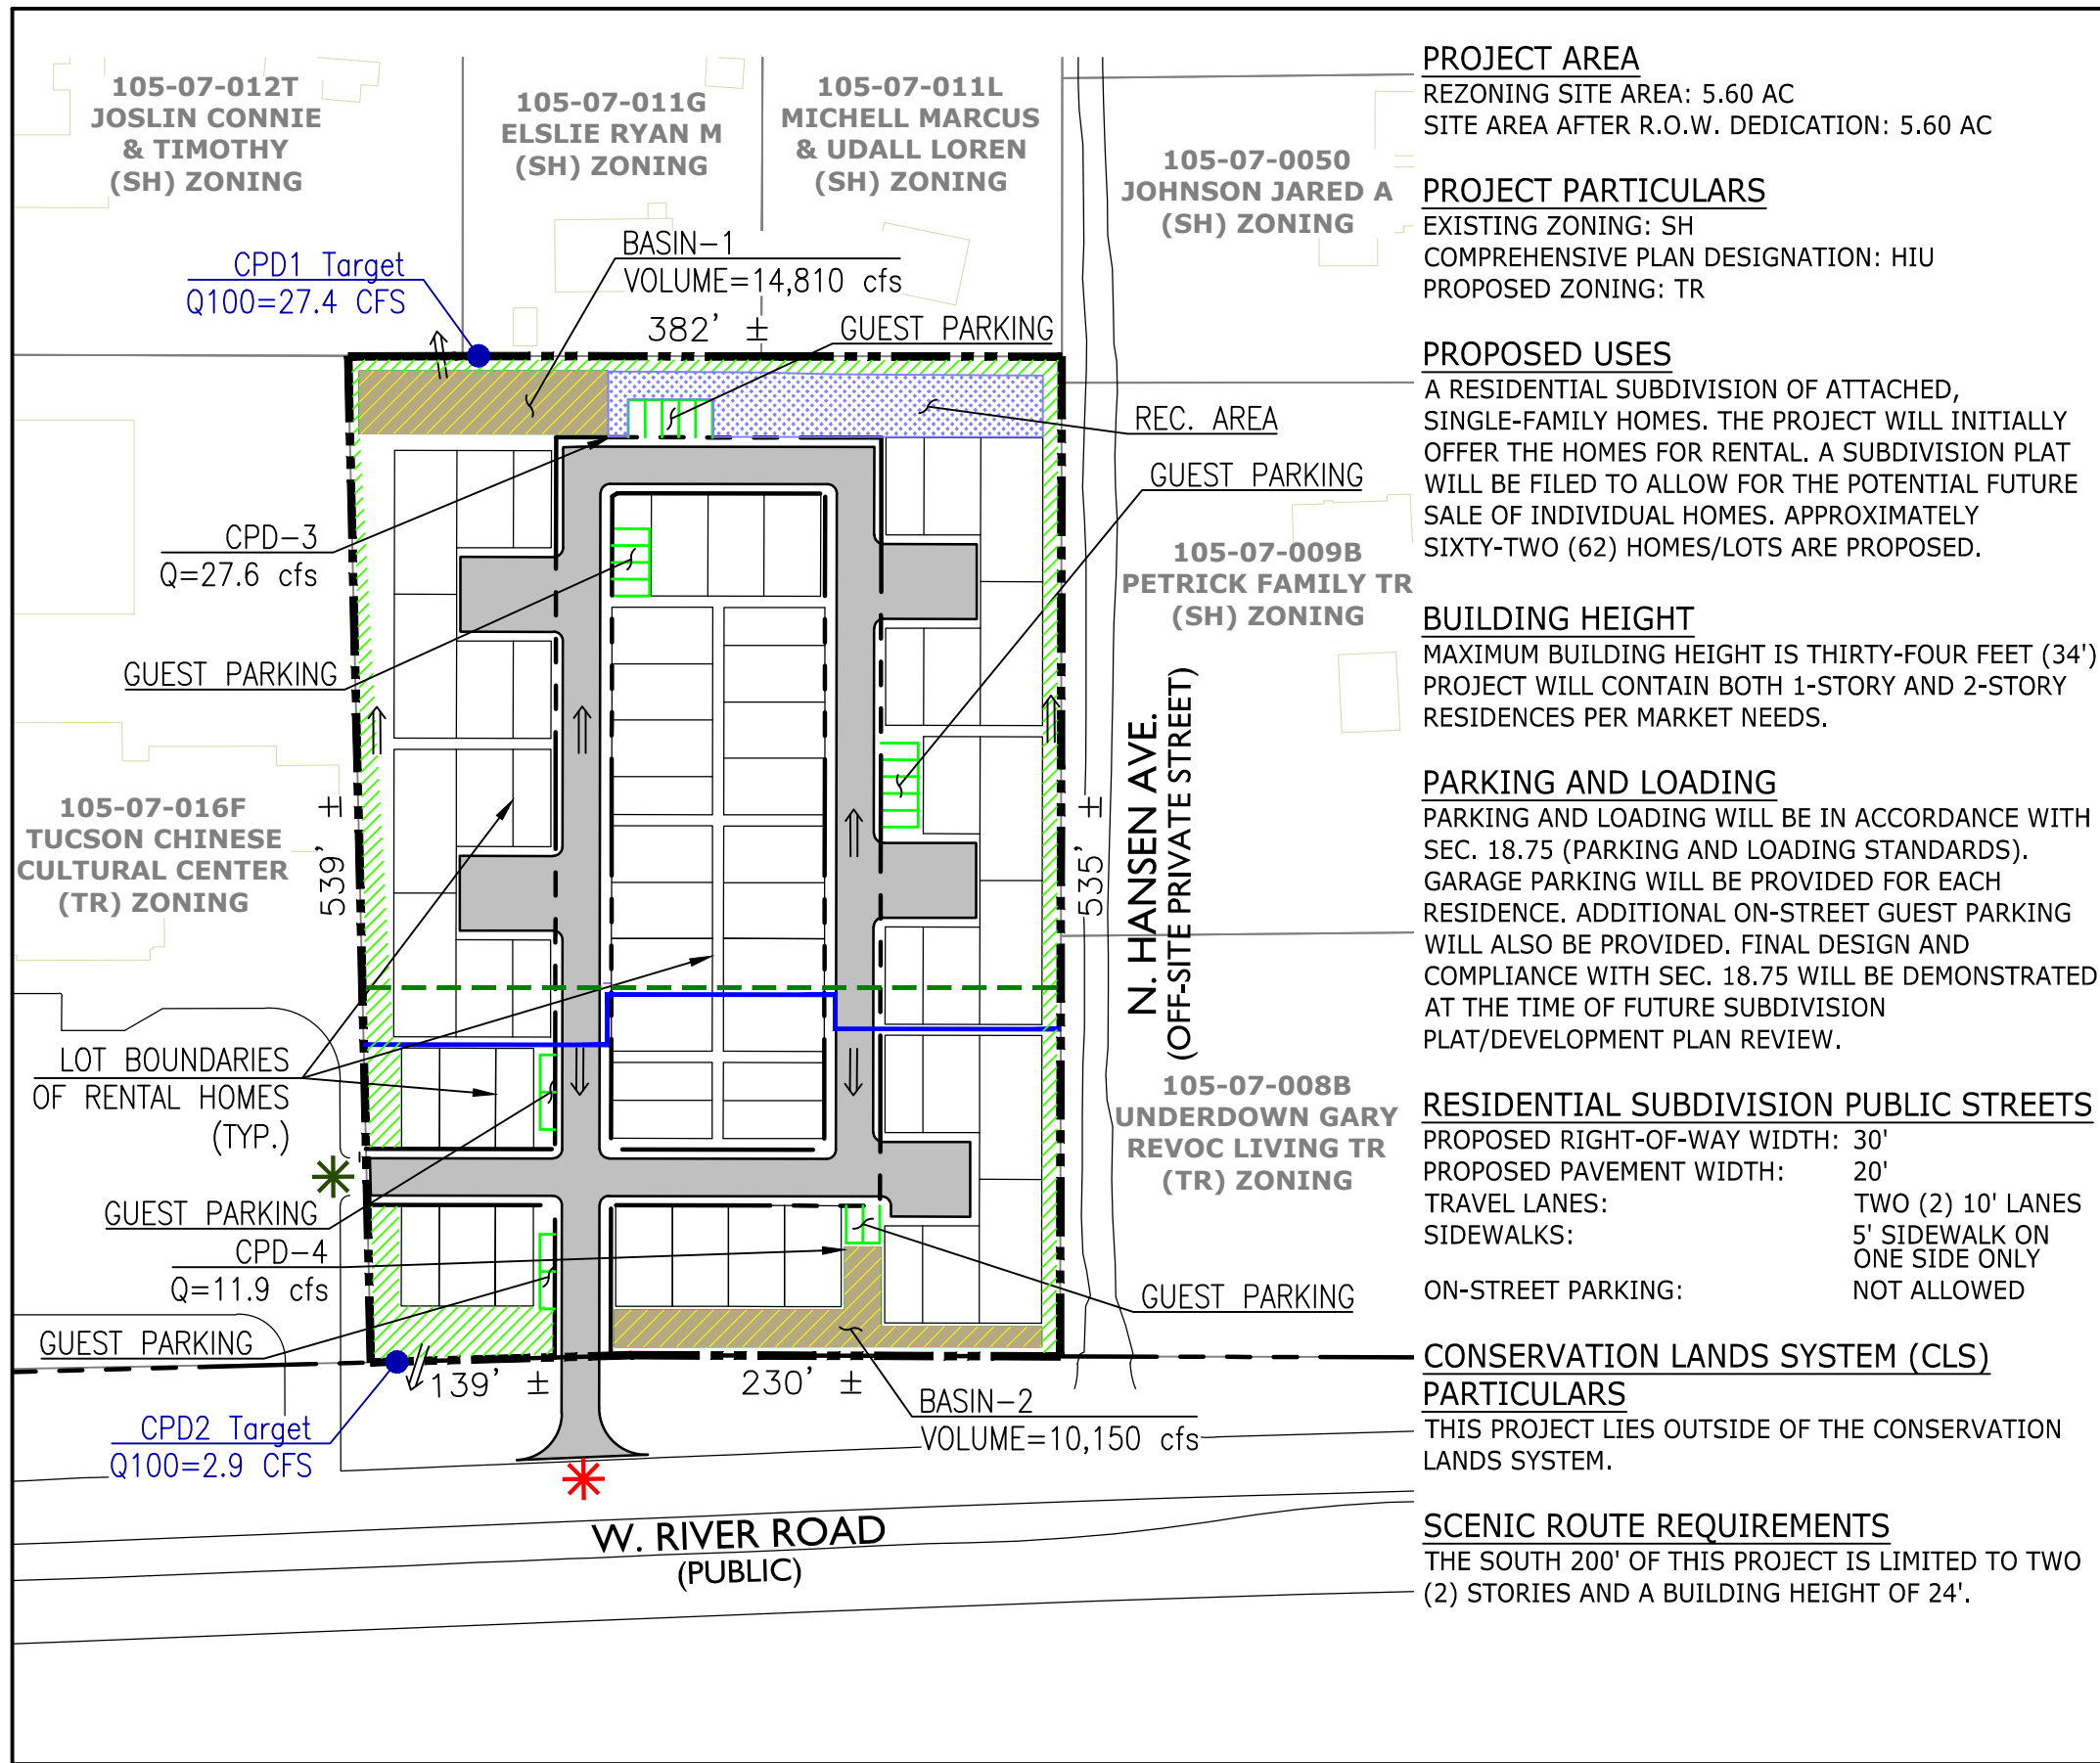 105-07-012T
JOSLIN CONNIE
& TIMOTHY
(SH) ZONING
105-07-011G
ELSLIE RYAN M
(SH) ZONING
105-07-011L
MICHELL MARCUS
& UDALL LOREN
(SH) ZONING
105-07-0050
JOHNSON JARED A
(SH) ZONING
CPD1 Target
Q100=27.4 CFS
BASIN-1
VOLUME=14,810 cfs
382' ±
GUEST PARKING
REC. AREA
GUEST PARKING
CPD-3
Q=27.6 cfs
GUEST PARKING
105-07-009B
PETRICK FAMILY TR
(SH) ZONING
105-07-016F
TUCSON CHINESE
CULTURAL CENTER
(TR) ZONING
539' ±
535' ±
N. HANSEN AVE.
(OFF-SITE PRIVATE STREET)
LOT BOUNDARIES
OF RENTAL HOMES
(TYP.)
105-07-008B
UNDERDOWN GARY
REVOC LIVING TR
(TR) ZONING
GUEST PARKING
CPD-4
Q=11.9 cfs
GUEST PARKING
GUEST PARKING
139' ±
230' ±
BASIN-2
VOLUME=10,150 cfs
CPD2 Target
Q100=2.9 CFS
W. RIVER ROAD
(PUBLIC)
PROJECT AREA
REZONING SITE AREA: 5.60 AC
SITE AREA AFTER R.O.W. DEDICATION: 5.60 AC
PROJECT PARTICULARS
EXISTING ZONING: SH
COMPREHENSIVE PLAN DESIGNATION: HIU
PROPOSED ZONING: TR
PROPOSED USES
A RESIDENTIAL SUBDIVISION OF ATTACHED,
SINGLE-FAMILY HOMES. THE PROJECT WILL INITIALLY
OFFER THE HOMES FOR RENTAL. A SUBDIVISION PLAT
WILL BE FILED TO ALLOW FOR THE POTENTIAL FUTURE
SALE OF INDIVIDUAL HOMES. APPROXIMATELY
SIXTY-TWO (62) HOMES/LOTS ARE PROPOSED.
BUILDING HEIGHT
MAXIMUM BUILDING HEIGHT IS THIRTY-FOUR FEET (34')
PROJECT WILL CONTAIN BOTH 1-STORY AND 2-STORY
RESIDENCES PER MARKET NEEDS.
PARKING AND LOADING
PARKING AND LOADING WILL BE IN ACCORDANCE WITH
SEC. 18.75 (PARKING AND LOADING STANDARDS).
GARAGE PARKING WILL BE PROVIDED FOR EACH
RESIDENCE. ADDITIONAL ON-STREET GUEST PARKING
WILL ALSO BE PROVIDED. FINAL DESIGN AND
COMPLIANCE WITH SEC. 18.75 WILL BE DEMONSTRATED
AT THE TIME OF FUTURE SUBDIVISION
PLAT/DEVELOPMENT PLAN REVIEW.
RESIDENTIAL SUBDIVISION PUBLIC STREETS
PROPOSED RIGHT-OF-WAY WIDTH: 30'
PROPOSED PAVEMENT WIDTH: 20'
TRAVEL LANES: TWO (2) 10' LANES
SIDEWALKS: 5' SIDEWALK ON
ONE SIDE ONLY
ON-STREET PARKING: NOT ALLOWED
CONSERVATION LANDS SYSTEM (CLS)
PARTICULARS
THIS PROJECT LIES OUTSIDE OF THE CONSERVATION
LANDS SYSTEM.
SCENIC ROUTE REQUIREMENTS
THE SOUTH 200' OF THIS PROJECT IS LIMITED TO TWO
(2) STORIES AND A BUILDING HEIGHT OF 24'.